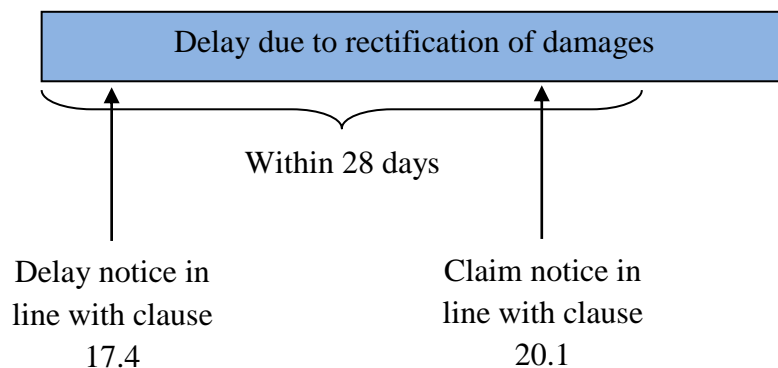 Delay due to rectification of damages
Within 28 days
Delay notice in
line with clause
17.4
Claim notice in
line with clause
20.1